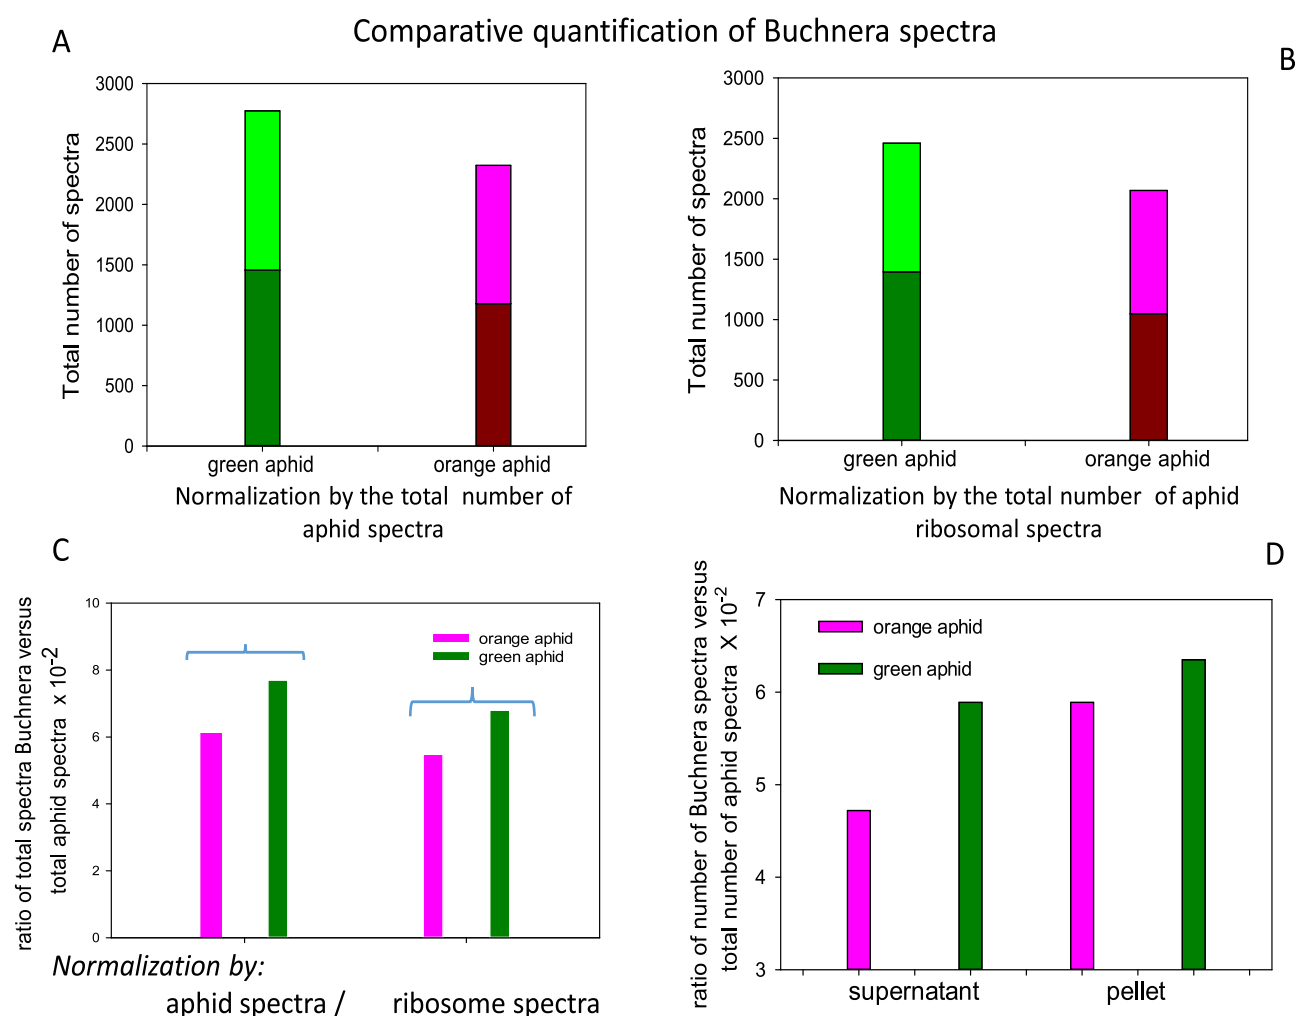 A
Comparative quantification of Buchnera spectra
B
Total number of spectra
3000
2500
2000
1500
1000
500
0
green aphid
orange aphid
Normalization by the total number of
aphid spectra
Total number of spectra
3000
2500
2000
1500
1000
500
0
green aphid
orange aphid
Normalization by the total number of aphid
ribosomal spectra
C
ratio of total spectra Buchnera versus
total aphid spectra x 10-2
10
8
6
4
2
0
orange aphid
green aphid
Normalization by:
aphid spectra /
ribosome spectra
D
ratio of number of Buchnera spectra versus
total number of aphid spectra X 10-2
7
6
5
4
3
orange aphid
green aphid
supernatant
pellet